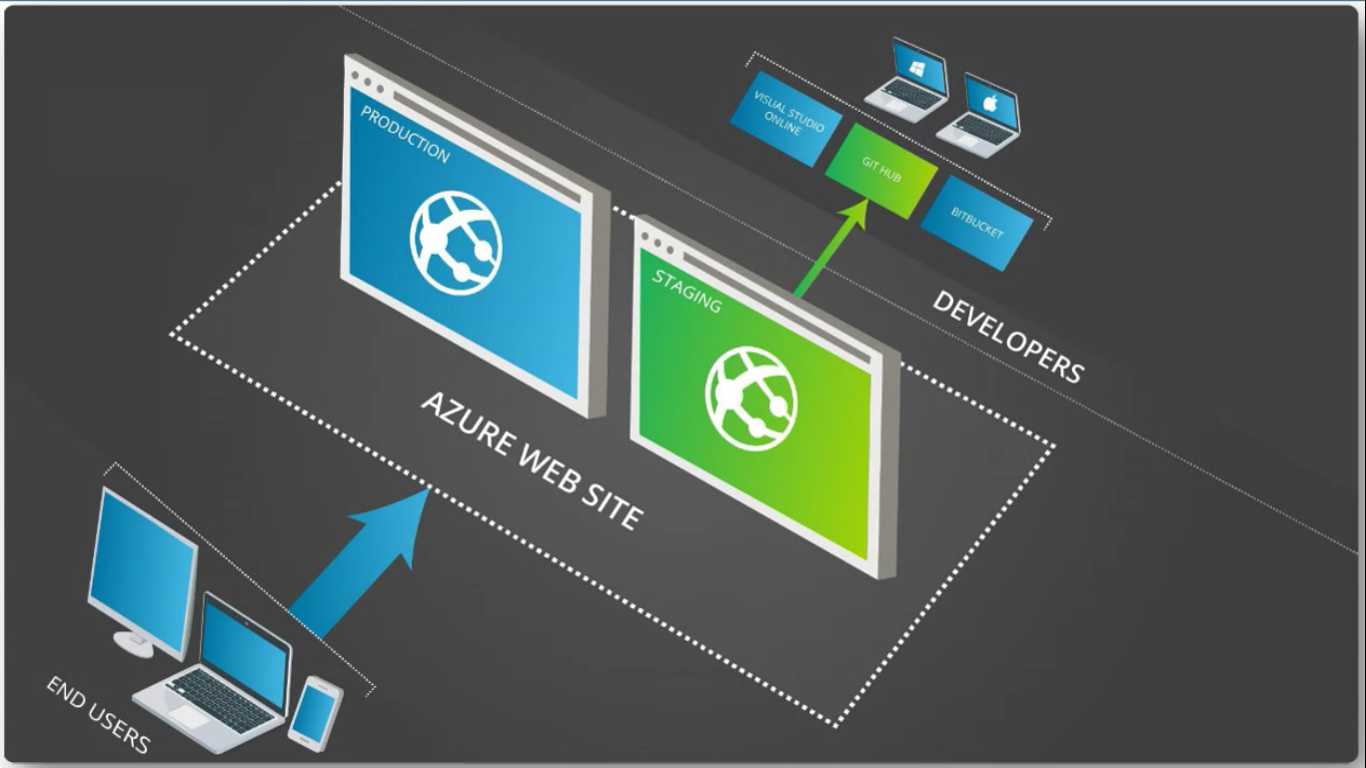 PRODUCTION
VISUAL STUDIO
ONLINE
GIT HUB
BITBUCKET
STAGING
DEVELOPERS
AZURE WEB SITE
END USERS